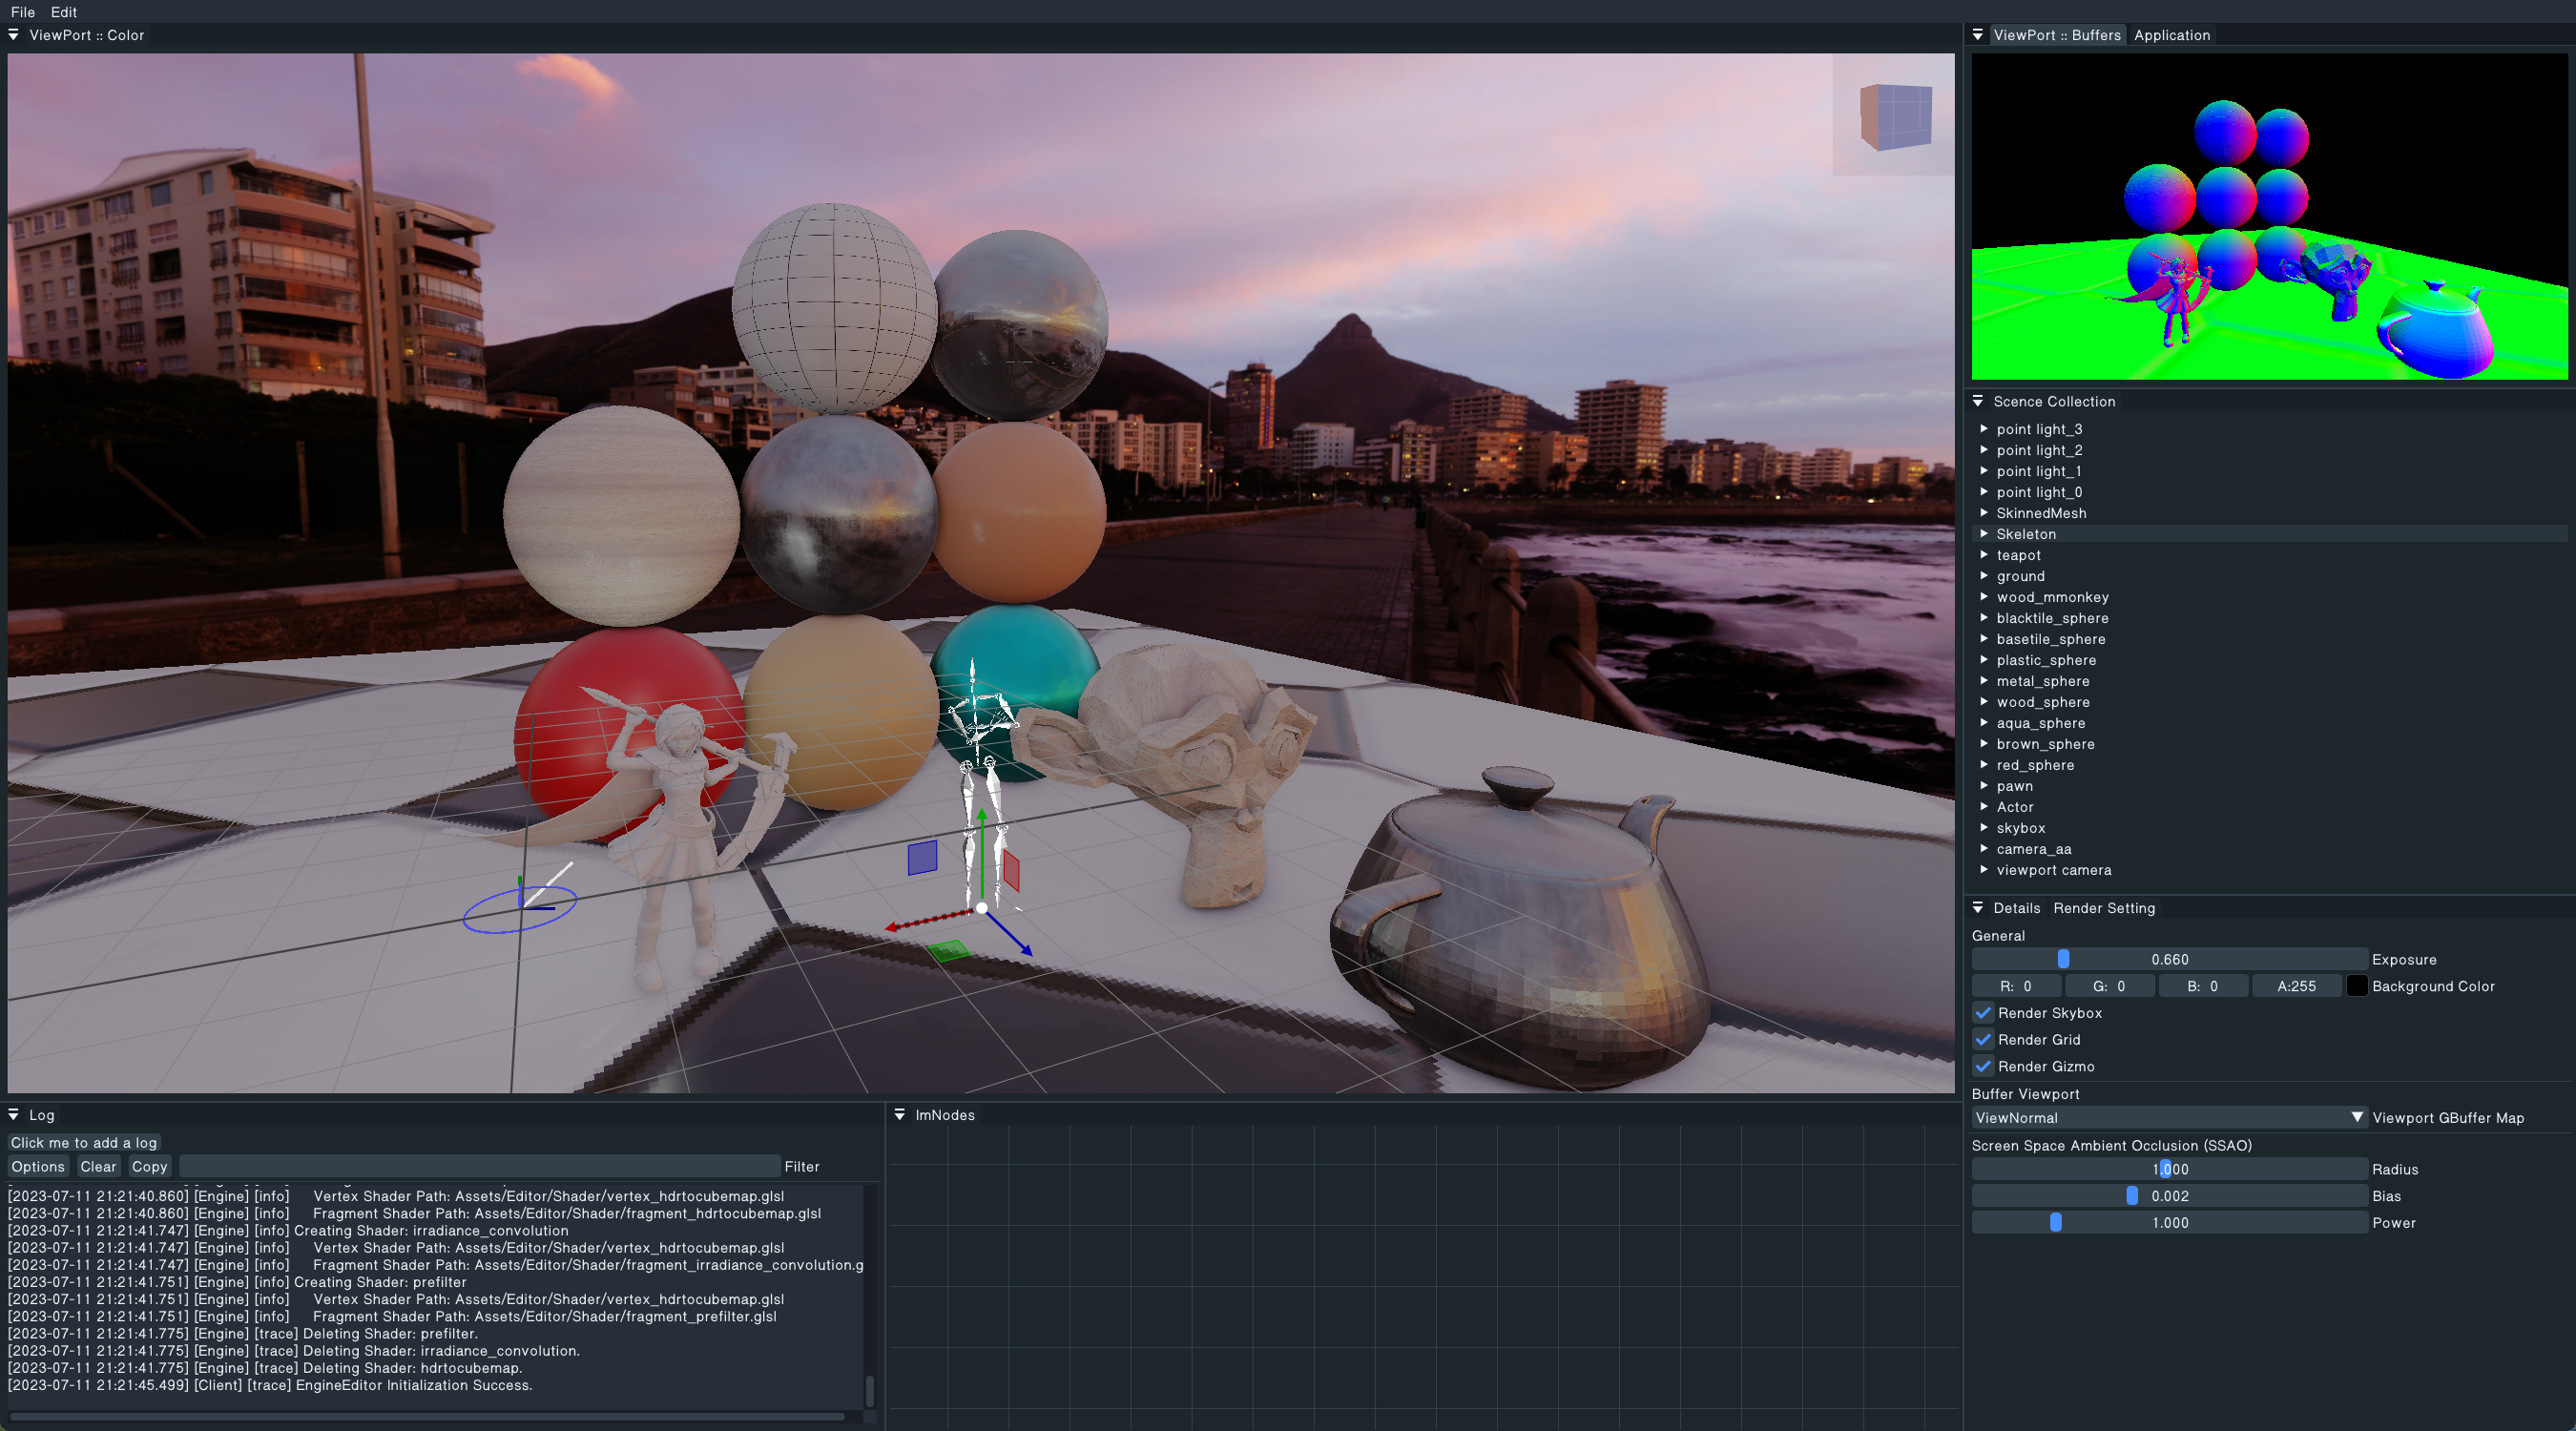 File Edit
ViewPort :: Color
ViewPort :: Buffers Application
Scence Collection
point light_3
point light_2
point light_1
point light_0
SkinnedMesh
Skeleton
teapot
ground
wood_mmonkey
blacktile_sphere
basetile_sphere
plastic_sphere
metal_sphere
wood_sphere
aqua_sphere
brown_sphere
red_sphere
pawn
Actor
skybox
camera_aa
viewport camera
Details Render Setting
General
0.660 Exposure
R: 0 G: 0 B: 0 A:255 Background Color
Render Skybox
Render Grid
Render Gizmo
Buffer Viewport
ViewNormal Viewport GBuffer Map
Screen Space Ambient Occlusion (SSAO)
1.000 Radius
0.002 Bias
1.000 Power
Log
Click me to add a log
Options Clear Copy Filter
[2023-07-11 21:21:40.860] [Engine] [info] Vertex Shader Path: Assets/Editor/Shader/vertex_hdrtocubemap.glsl
[2023-07-11 21:21:40.860] [Engine] [info] Fragment Shader Path: Assets/Editor/Shader/fragment_hdrtocubemap.glsl
[2023-07-11 21:21:41.747] [Engine] [info] Creating Shader: irradiance_convolution
[2023-07-11 21:21:41.747] [Engine] [info] Vertex Shader Path: Assets/Editor/Shader/vertex_hdrtocubemap.glsl
[2023-07-11 21:21:41.747] [Engine] [info] Fragment Shader Path: Assets/Editor/Shader/fragment_irradiance_convolution.g
[2023-07-11 21:21:41.751] [Engine] [info] Creating Shader: prefilter
[2023-07-11 21:21:41.751] [Engine] [info] Vertex Shader Path: Assets/Editor/Shader/vertex_hdrtocubemap.glsl
[2023-07-11 21:21:41.751] [Engine] [info] Fragment Shader Path: Assets/Editor/Shader/fragment_prefilter.glsl
[2023-07-11 21:21:41.775] [Engine] [trace] Deleting Shader: prefilter.
[2023-07-11 21:21:41.775] [Engine] [trace] Deleting Shader: irradiance_convolution.
[2023-07-11 21:21:41.775] [Engine] [trace] Deleting Shader: hdrtocubemap.
[2023-07-11 21:21:45.499] [Client] [trace] EngineEditor Initialization Success.
ImNodes